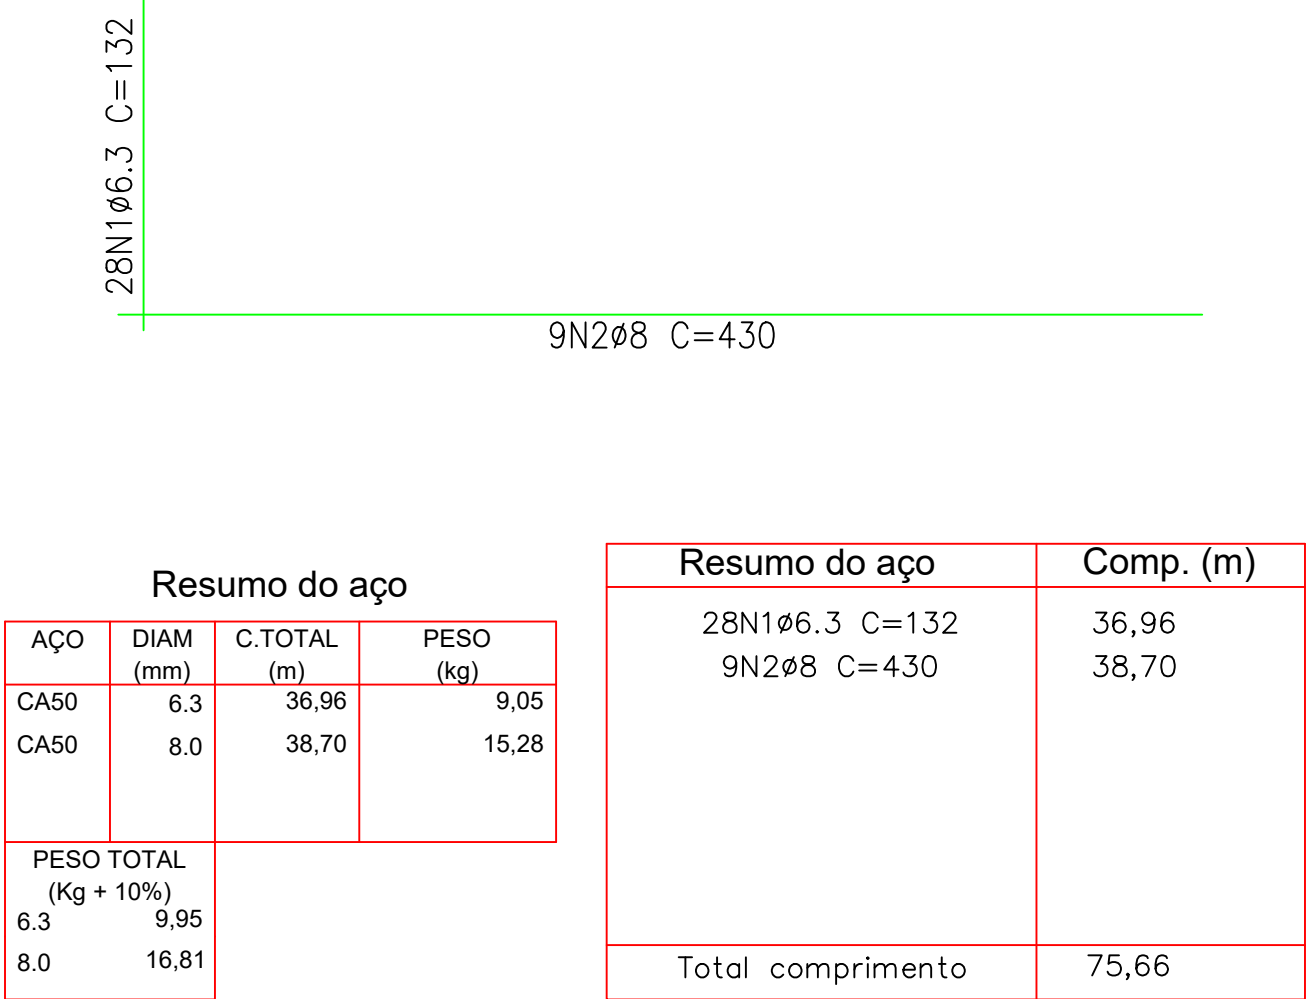 28N1ø6.3 C=132
9N2ø8 C=430
Resumo do aço
AÇO DIAM C.TOTAL PESO
(mm) (m) (kg)
CA50 6.3 36,96 9,05
CA50 8.0 38,70 15,28
PESO TOTAL
(Kg + 10%)
6.3 9,95
8.0 16,81
Resumo do aço Comp. (m)
28N1ø6.3 C=132 36,96
9N2ø8 C=430 38,70
Total comprimento 75,66